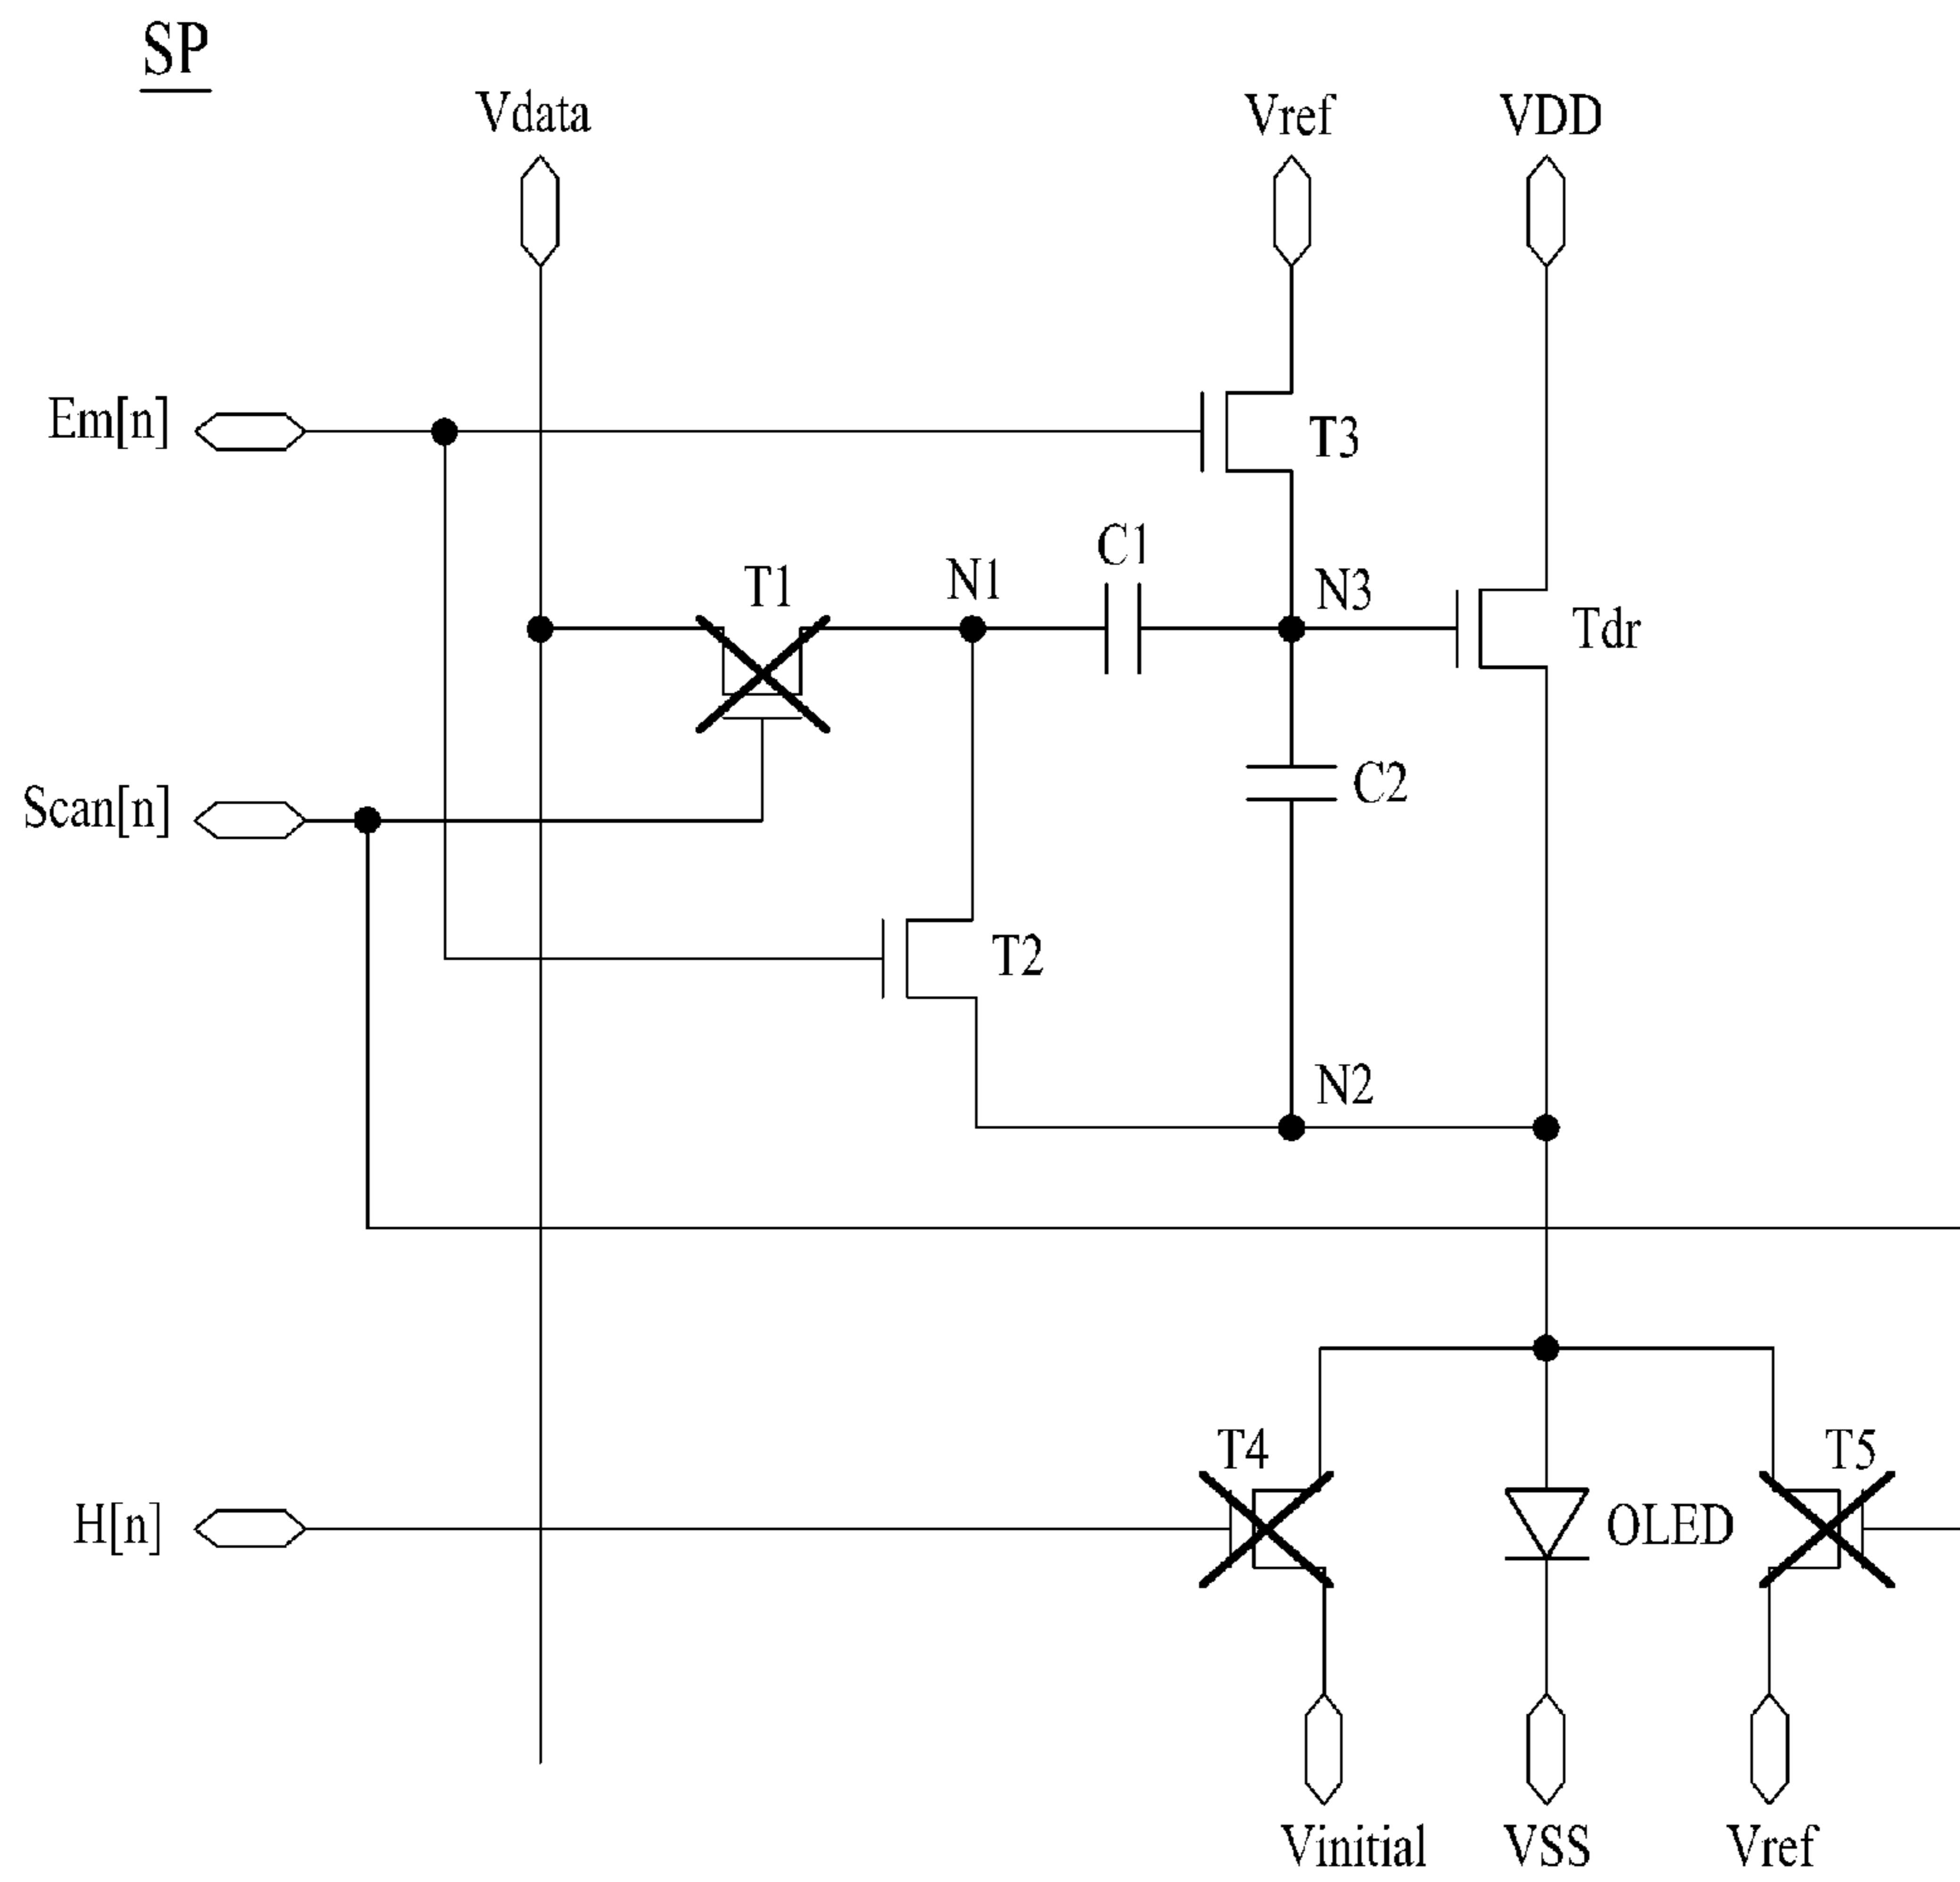 SP
Vdata
Vref
VDD
Em[n]
T3
C1
T1
N1
N3
Tdr
C2
Scan[n]
T2
N2
T4
T5
H[n]
OLED
Vinitial
VSS
Vref